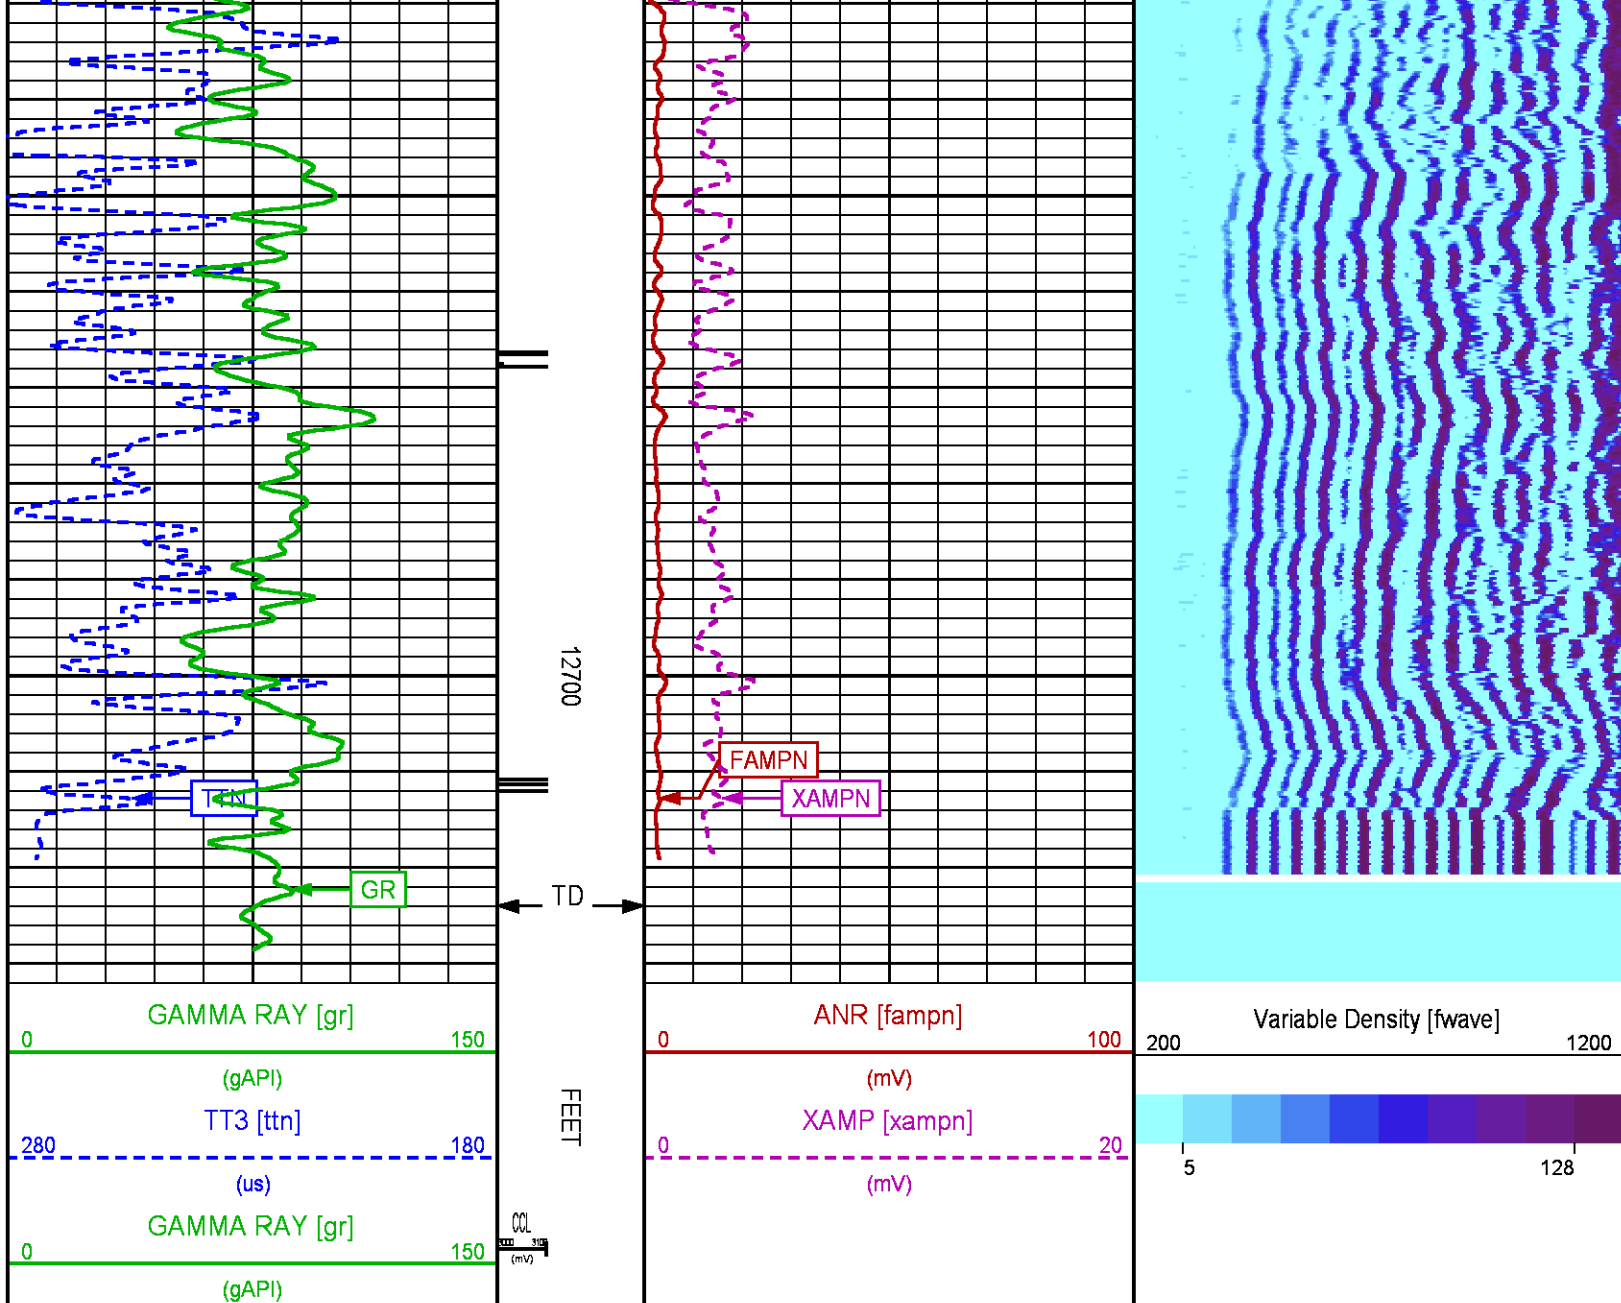 12700
FAMPN
TTN
XAMPN
GR
TD
GAMMA RAY [gr]
0 150
(gAPI)
TT3 [ttn]
280 180
(us)
GAMMA RAY [gr]
0 150
(gAPI)
FEET
CCL
(mV)
ANR [fampn]
0 100
(mV)
XAMP [xampn]
0 20
(mV)
Variable Density [fwave]
200 1200
5 128